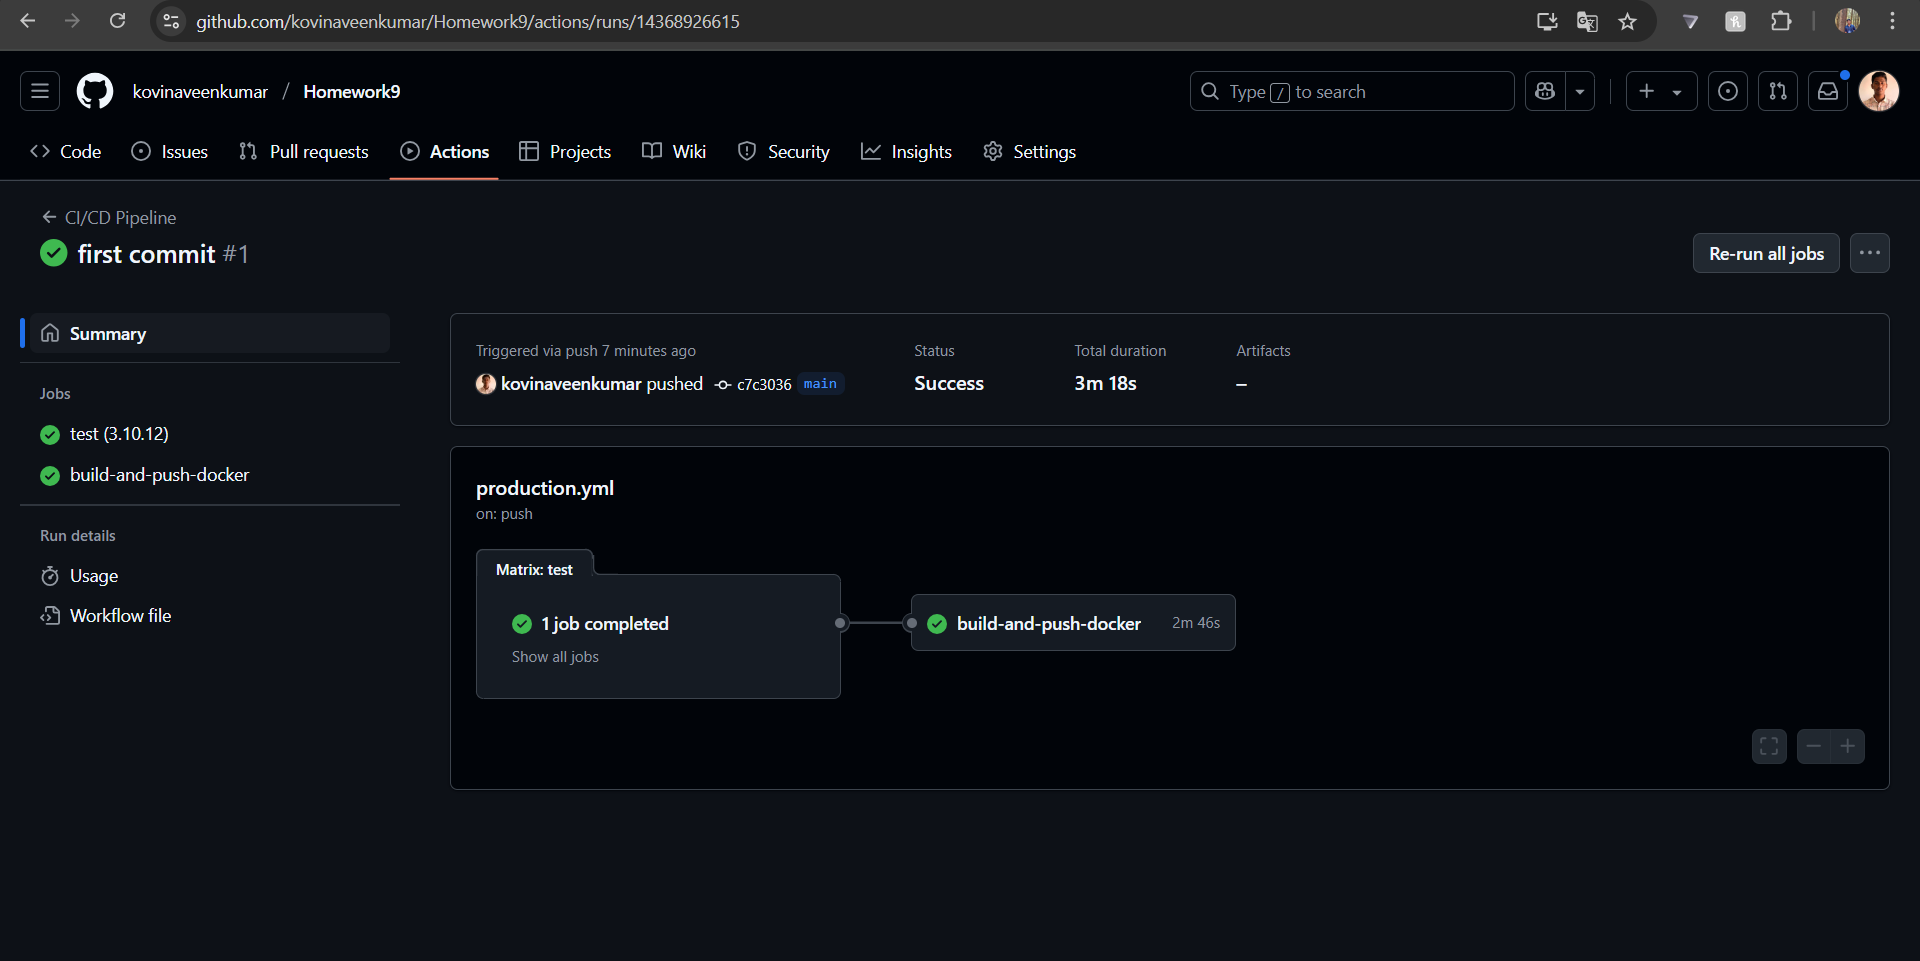 github.com/kovinaveenkumar/Homework9/actions/runs/14368926615
kovinaveenkumar / Homework9
Type / to search
Code Issues Pull requests Actions Projects Wiki Security Insights Settings
CI/CD Pipeline
first commit #1
Re-run all jobs
Summary
Jobs
test (3.10.12)
build-and-push-docker
Run details
Usage
Workflow file
Triggered via push 7 minutes ago
kovinaveenkumar pushed c7c3036 main
Status
Success
Total duration
3m 18s
Artifacts
–
production.yml
on: push
Matrix: test
1 job completed
Show all jobs
build-and-push-docker 2m 46s